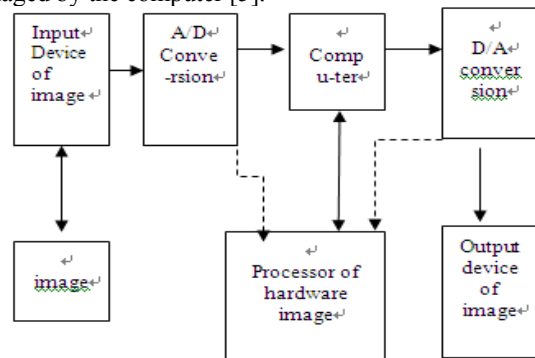 aged by the computer [3].
Input
Device
of
image
A/D
Conve
-rsion
Comp
u-ter
D/A
conver
sion
image
Processor of
hardware
image
Output
device
of
image